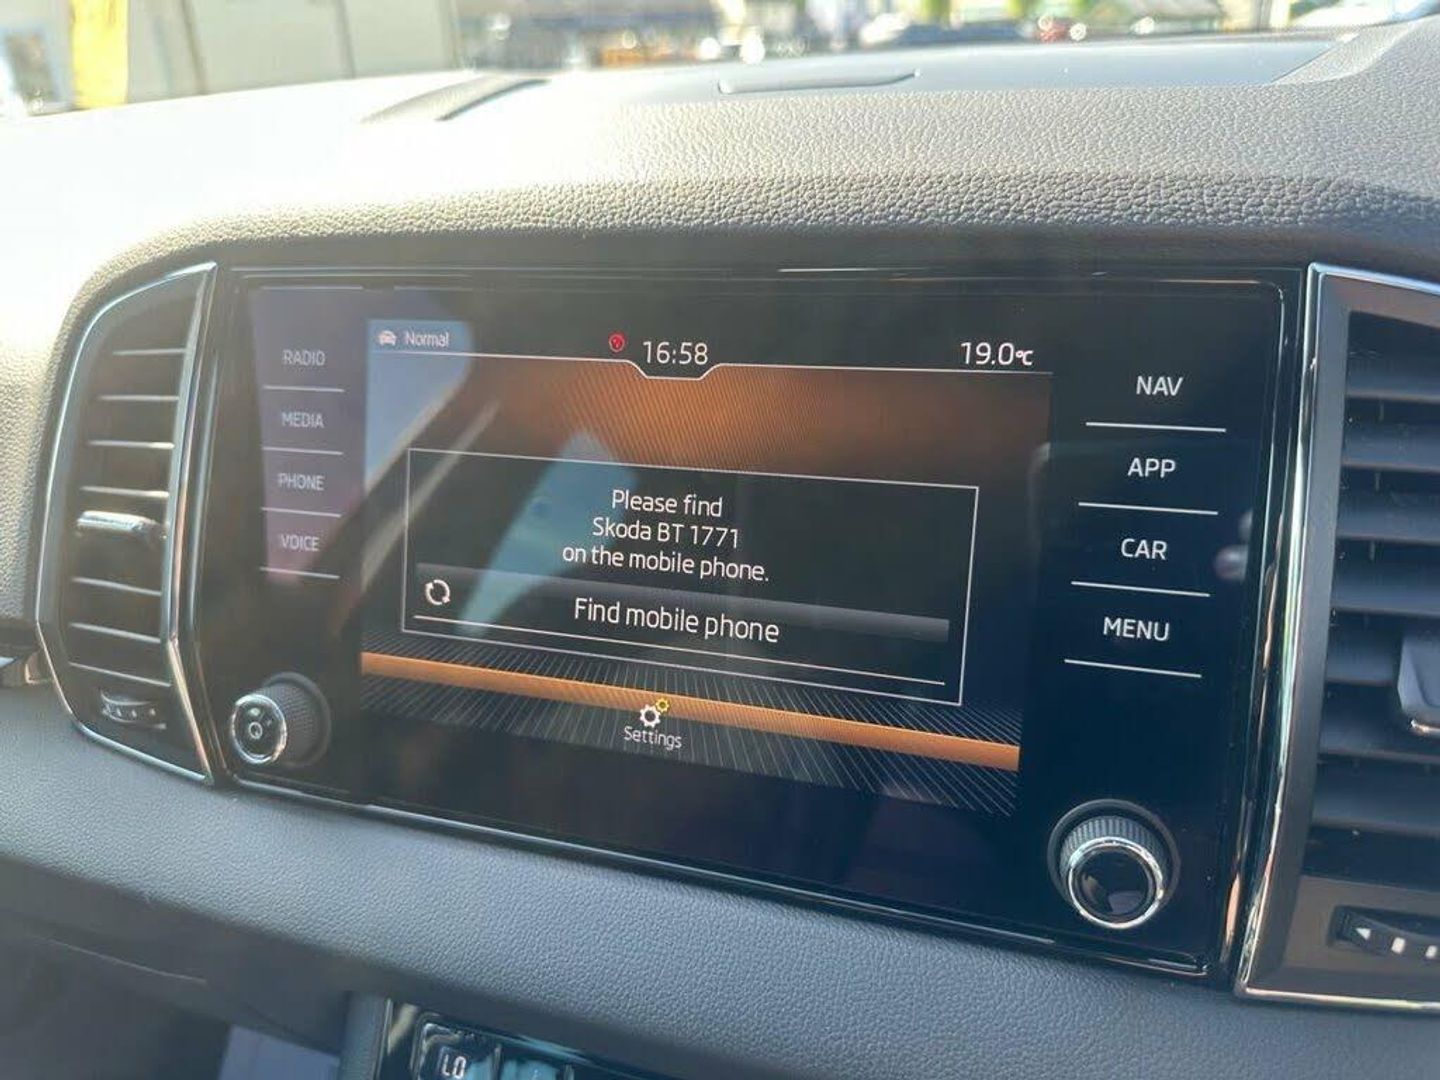 Normal
16:58
19.0°C
RADIO
MEDIA
PHONE
VOICE
Please find
Skoda BT 1771
on the mobile phone.
Find mobile phone
Settings
NAV
APP
CAR
MENU
LO